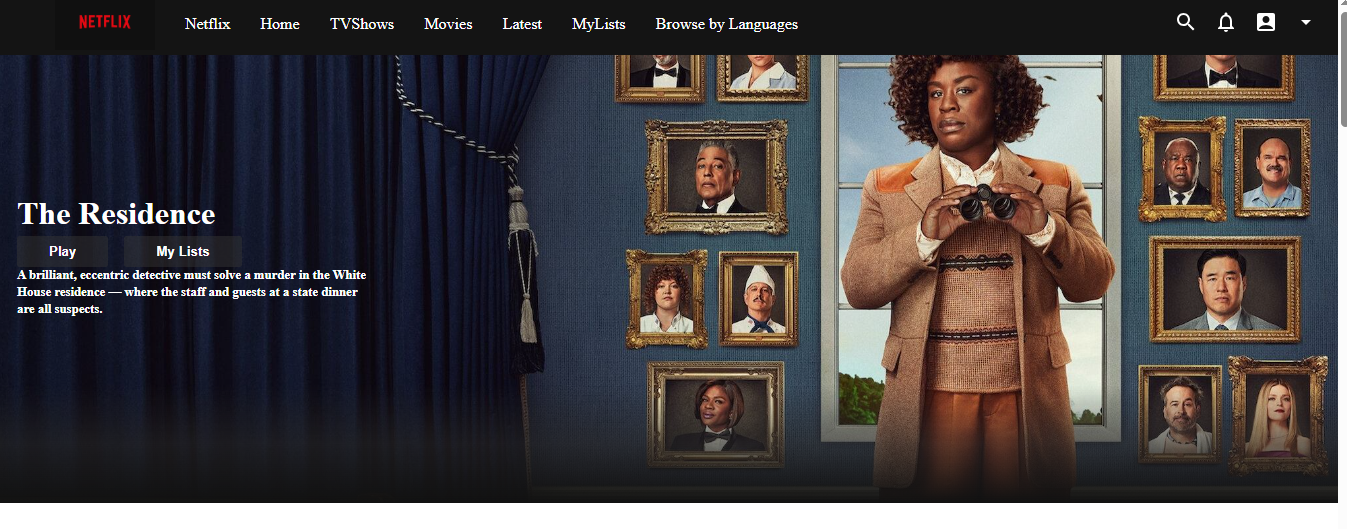 NETFLIX Netflix Home TVShows Movies Latest MyLists Browse by Languages
The Residence
Play My Lists
A brilliant, eccentric detective must solve a murder in the White
House residence — where the staff and guests at a state dinner
are all suspects.